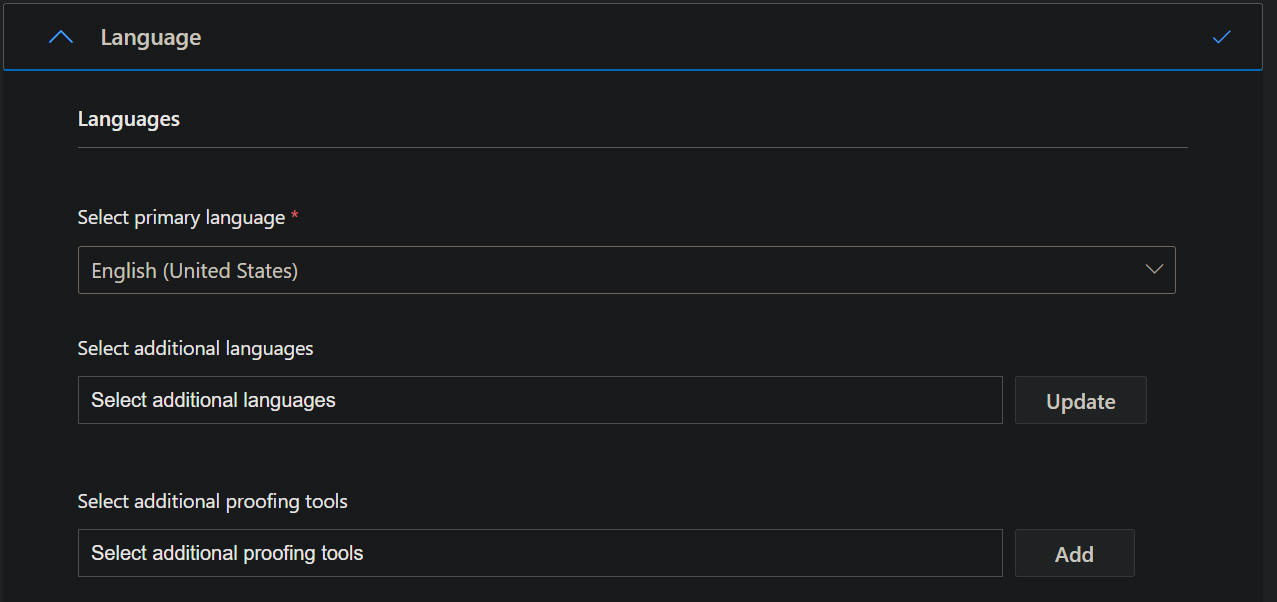 Language
Languages
Select primary language *
English (United States)
Select additional languages
Select additional languages
Update
Select additional proofing tools
Select additional proofing tools
Add